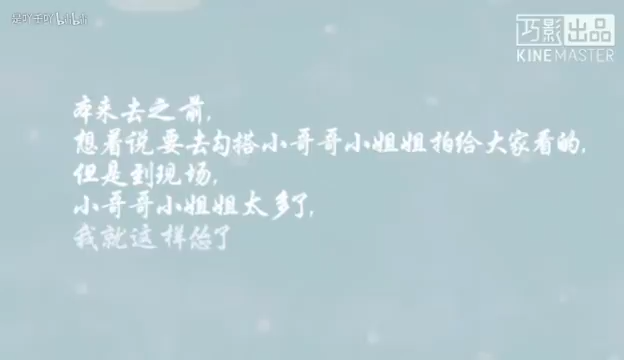 巧影出品
KINEMASTER
本来去之前,
想着说要去勾搭小哥哥小姐姐拍给大家看的,
但是到现场,
小哥哥小姐姐太多了,
我就这样怂了